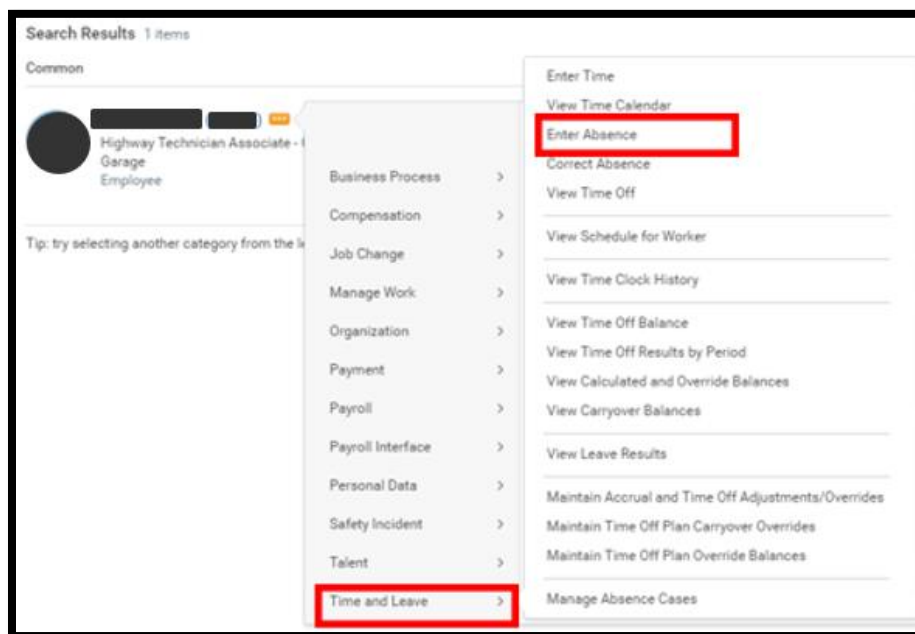 Search Results 1 items
Common
Highway Technician Associate -
Garage
Employee
Tip: try selecting another category from the
Business Process
Compensation
Job Change
Manage Work
Organization
Payment
Payroll
Payroll Interface
Personal Data
Safety Incident
Talent
Time and Leave
Enter Time
View Time Calendar
Enter Absence
Correct Absence
View Time Off
View Schedule for Worker
View Time Clock History
View Time Off Balance
View Time Off Results by Period
View Calculated and Override Balances
View Carryover Balances
View Leave Results
Maintain Accrual and Time Off Adjustments/Overrides
Maintain Time Off Plan Carryover Overrides
Maintain Time Off Plan Override Balances
Manage Absence Cases